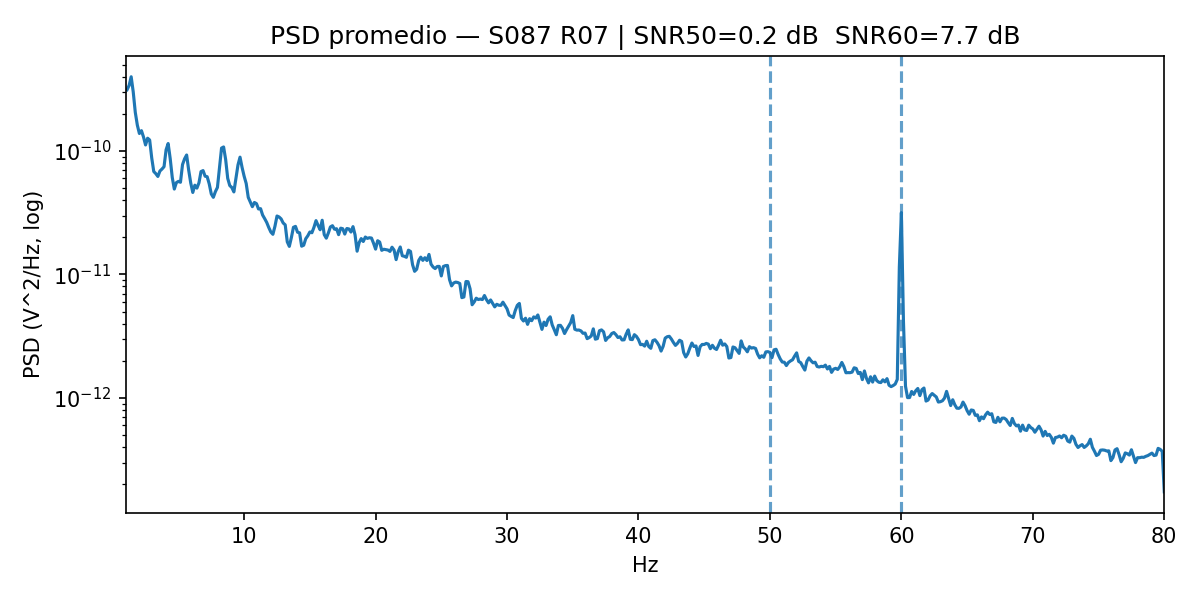 PSD promedio — S087 R07 | SNR50=0.2 dB  SNR60=7.7 dB
PSD (V^2/Hz, log)
10⁻¹⁰
10⁻¹¹
10⁻¹²
10 20 30 40 50 60 70 80
Hz